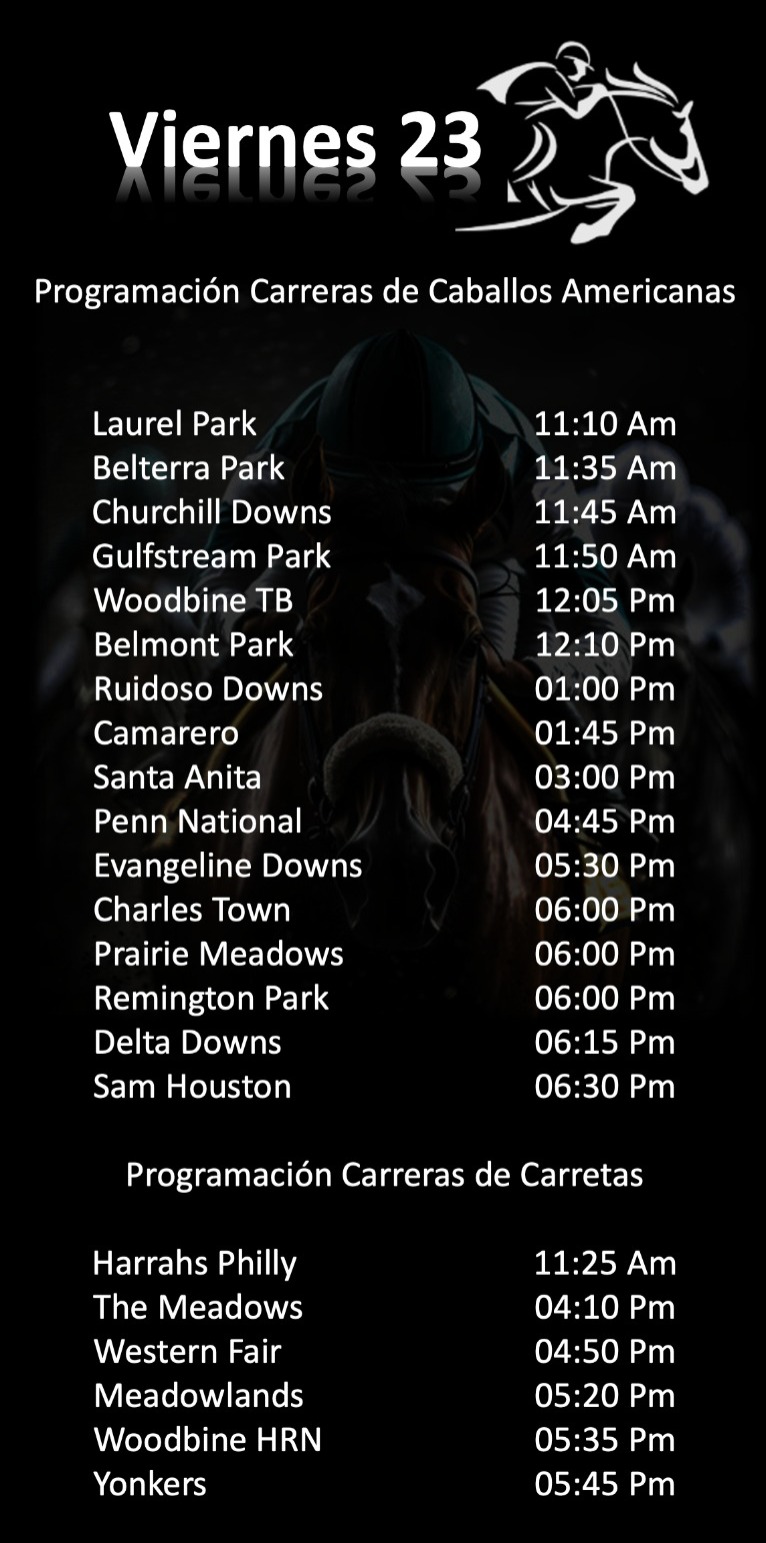 Viernes 23
Programación Carreras de Caballos Americanas
Laurel Park 11:10 Am
Belterra Park 11:35 Am
Churchill Downs 11:45 Am
Gulfstream Park 11:50 Am
Woodbine TB 12:05 Pm
Belmont Park 12:10 Pm
Ruidoso Downs 01:00 Pm
Camarero 01:45 Pm
Santa Anita 03:00 Pm
Penn National 04:45 Pm
Evangeline Downs 05:30 Pm
Charles Town 06:00 Pm
Prairie Meadows 06:00 Pm
Remington Park 06:00 Pm
Delta Downs 06:15 Pm
Sam Houston 06:30 Pm
Programación Carreras de Carretas
Harrahs Philly 11:25 Am
The Meadows 04:10 Pm
Western Fair 04:50 Pm
Meadowlands 05:20 Pm
Woodbine HRN 05:35 Pm
Yonkers 05:45 Pm